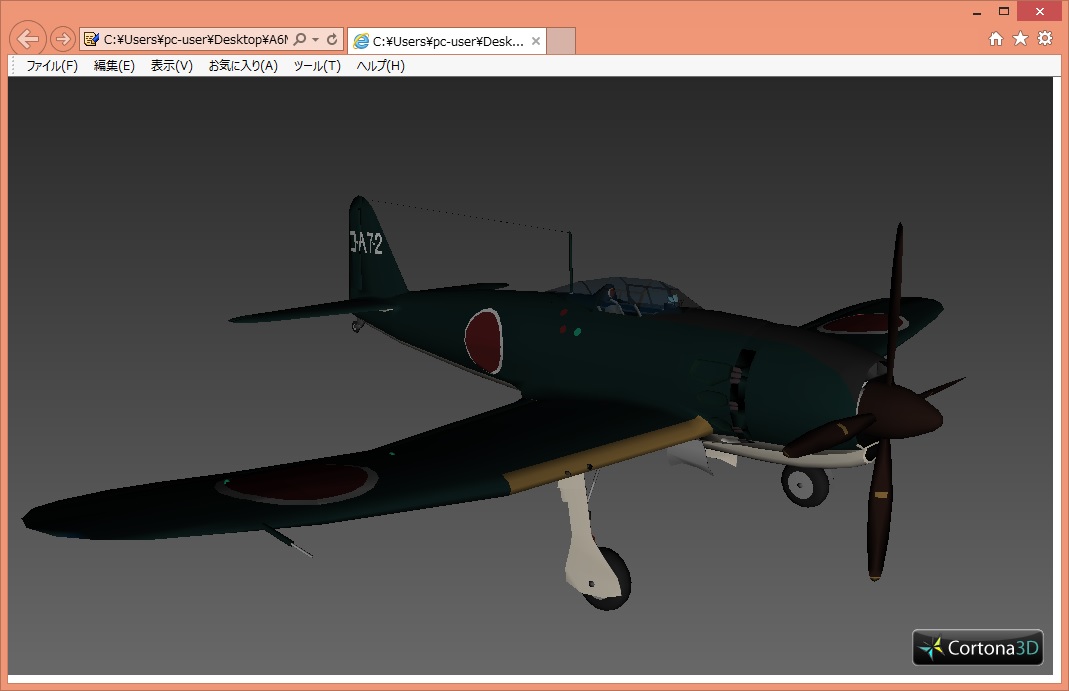 C:¥Users¥pc-user¥Desktop¥A6M
C:¥Users¥pc-user¥Desk...
ファイル(F) 編集(E) 表示(V) お気に入り(A) ツール(T) ヘルプ(H)
コ-A7-2
Cortona3D